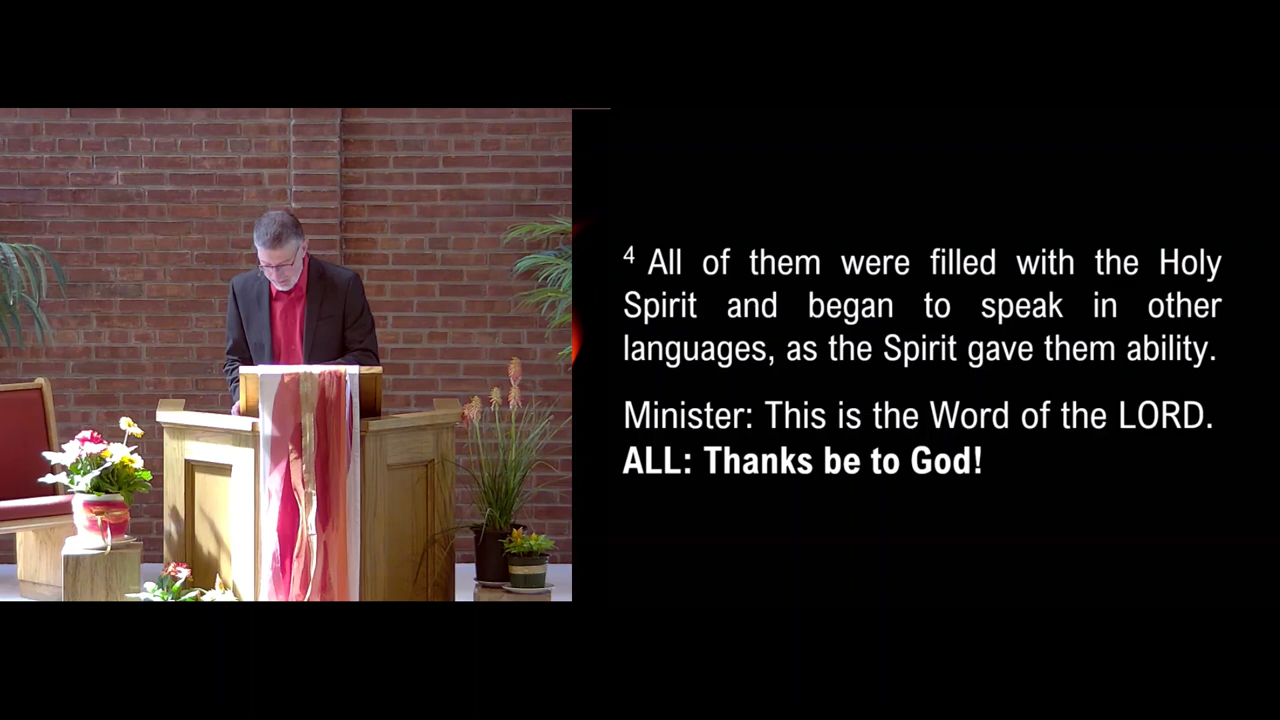 4 All of them were filled with the Holy
Spirit and began to speak in other
languages, as the Spirit gave them ability.
Minister: This is the Word of the LORD.
ALL: Thanks be to God!